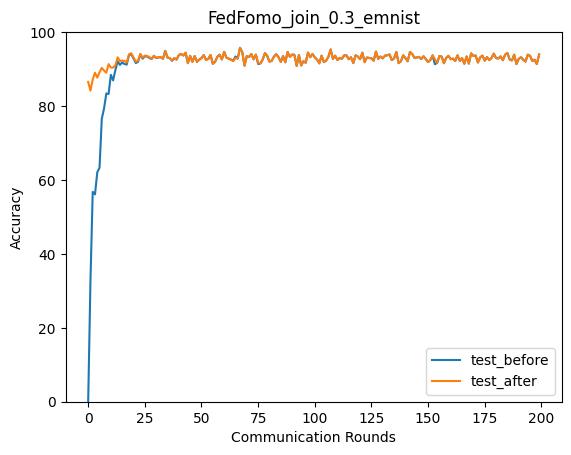 FedFomo_join_0.3_emnist
100
80
60
40
20
0
Accuracy
0 25 50 75 100 125 150 175 200
Communication Rounds
test_before
test_after